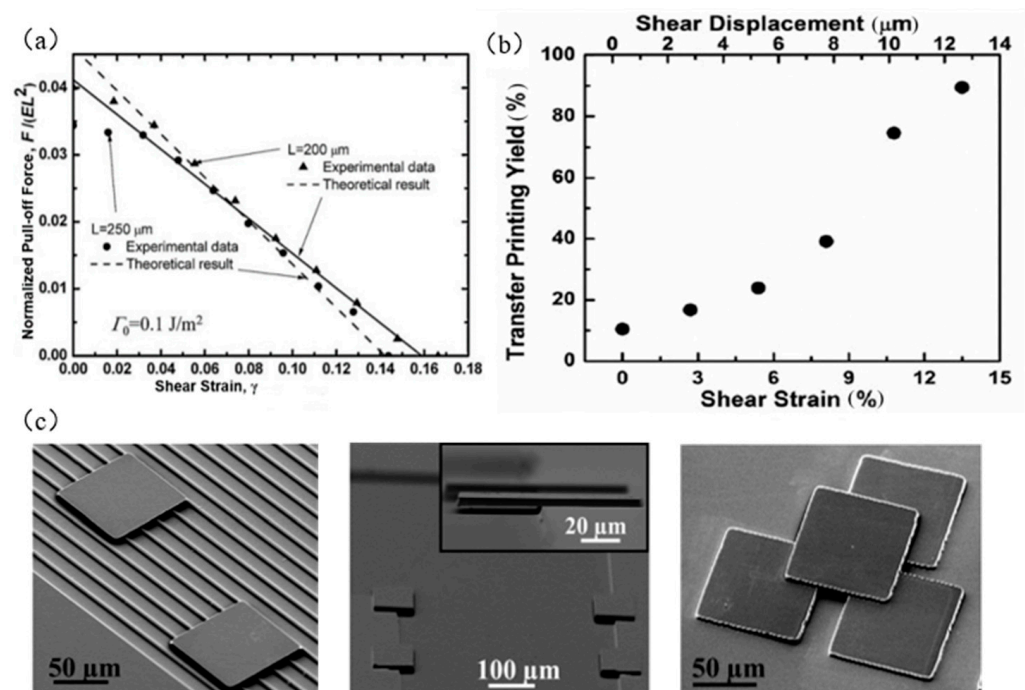 (a)
Normalized Pull-off Force, F /(EL²)
0.04
0.03
0.02
0.01
0.00
L=200 μm
Experimental data
Theoretical result
L=250 μm
Experimental data
Theoretical result
Γ₀=0.1 J/m²
0.00 0.02 0.04 0.06 0.08 0.10 0.12 0.14 0.16 0.18
Shear Strain, γ
(b)
Shear Displacement (μm)
0 2 4 6 8 10 12 14
Transfer Printing Yield (%)
100
80
60
40
20
0
0 3 6 9 12 15
Shear Strain (%)
(c)
50 μm
20 μm
100 μm
50 μm